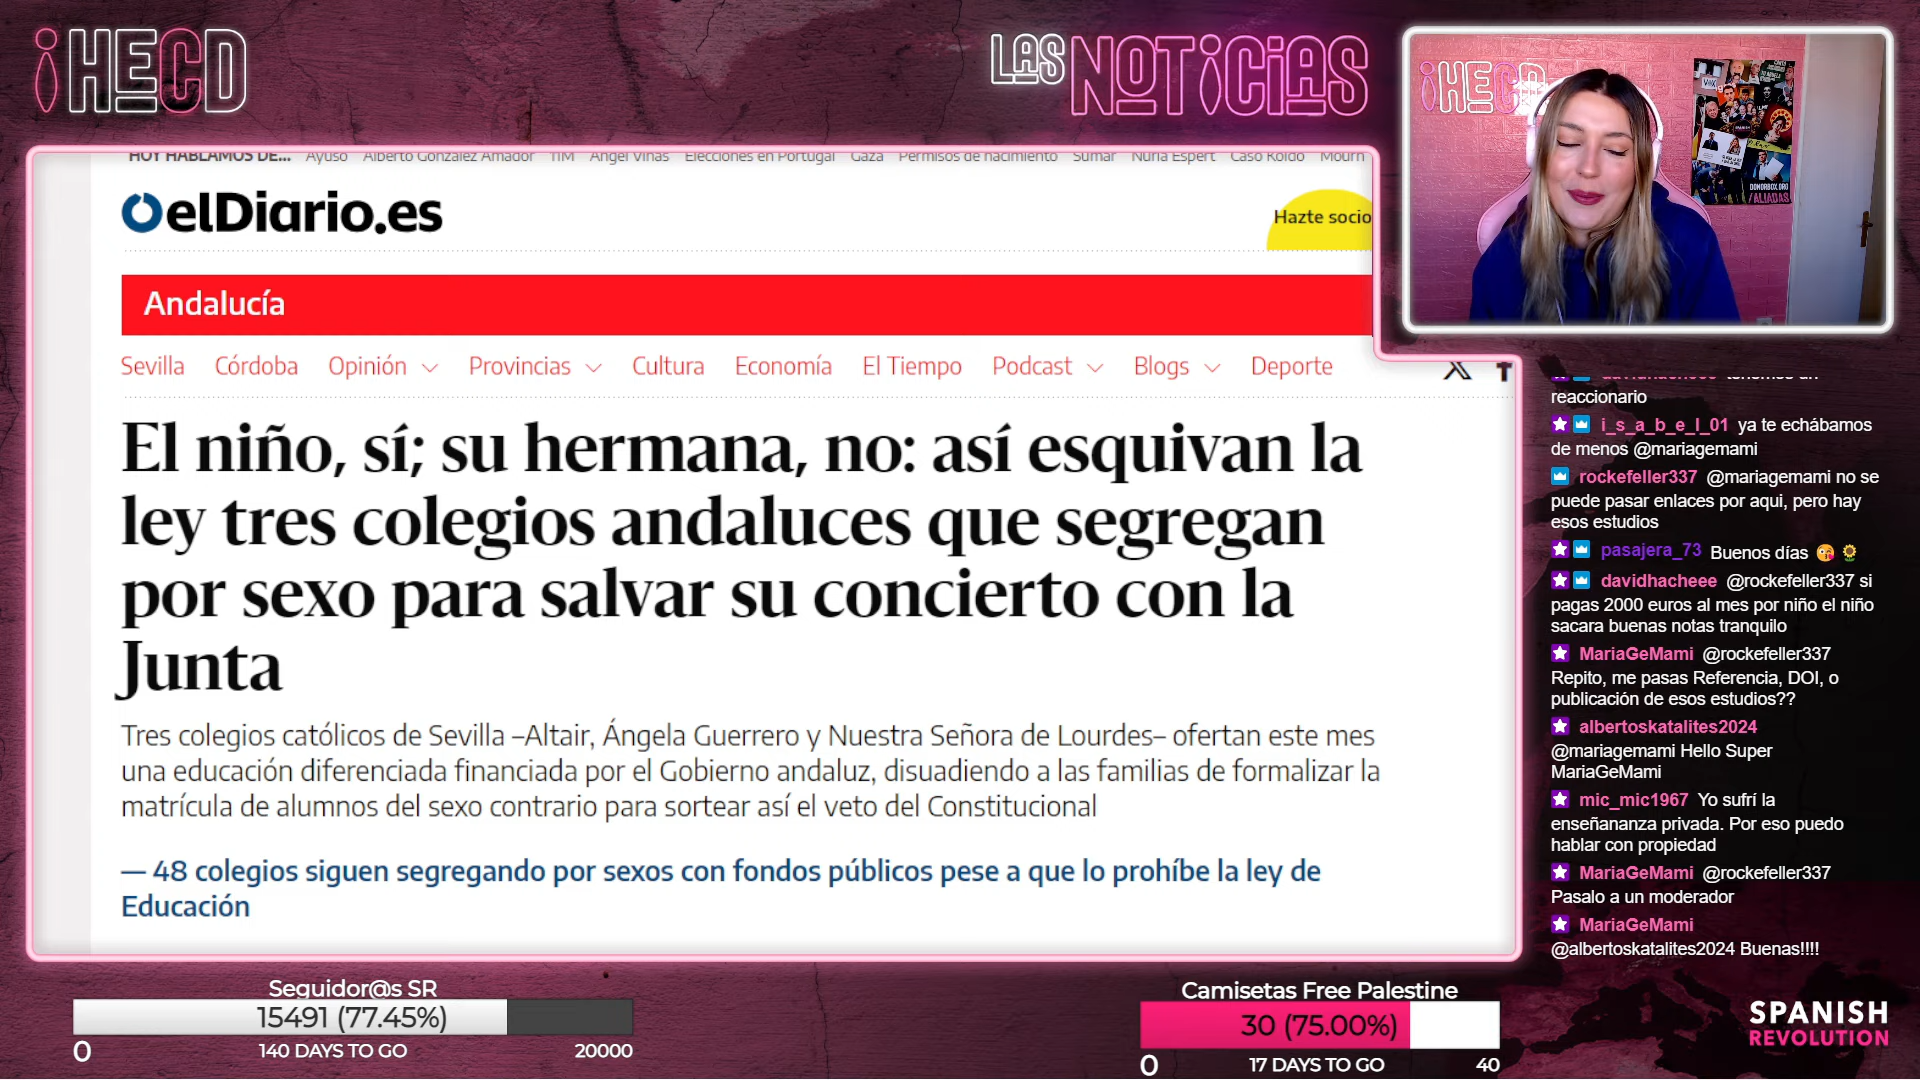 ¡HECD
LAS NOTICIAS
HOY HABLAMOS DE... Ayuso Alberto González Amador TIM Ángel Viñas Elecciones en Portugal Gaza Permisos de nacimiento Sumar Nuria Espert Caso Koldo Mourn
elDiario.es
Hazte socio
Andalucía
Sevilla Córdoba Opinión Provincias Cultura Economía El Tiempo Podcast Blogs Deporte
El niño, sí; su hermana, no: así esquivan la
ley tres colegios andaluces que segregan
por sexo para salvar su concierto con la
Junta
Tres colegios católicos de Sevilla –Altair, Ángela Guerrero y Nuestra Señora de Lourdes– ofertan este mes
una educación diferenciada financiada por el Gobierno andaluz, disuadiendo a las familias de formalizar la
matrícula de alumnos del sexo contrario para sortear así el veto del Constitucional
— 48 colegios siguen segregando por sexos con fondos públicos pese a que lo prohíbe la ley de
Educación
¡HECD
DONORBOX.ORG
/ALIADAS
davidhacheee tenemos un
reaccionario
i_s_a_b_e_l_01 ya te echábamos
de menos @mariagemami
rockefeller337 @mariagemami no se
puede pasar enlaces por aqui, pero hay
esos estudios
pasajera_73 Buenos días 😘 🌻
davidhacheee @rockefeller337 si
pagas 2000 euros al mes por niño el niño
sacara buenas notas tranquilo
MariaGeMami @rockefeller337
Repito, me pasas Referencia, DOI, o
publicación de esos estudios??
albertoskatalites2024
@mariagemami Hello Super
MariaGeMami
mic_mic1967 Yo sufrí la
enseñananza privada. Por eso puedo
hablar con propiedad
MariaGeMami @rockefeller337
Pasalo a un moderador
MariaGeMami
@albertoskatalites2024 Buenas!!!!
Seguidor@s SR
15491 (77.45%)
0 140 DAYS TO GO 20000
Camisetas Free Palestine
30 (75.00%)
0 17 DAYS TO GO 40
SPANISH
REVOLUTION